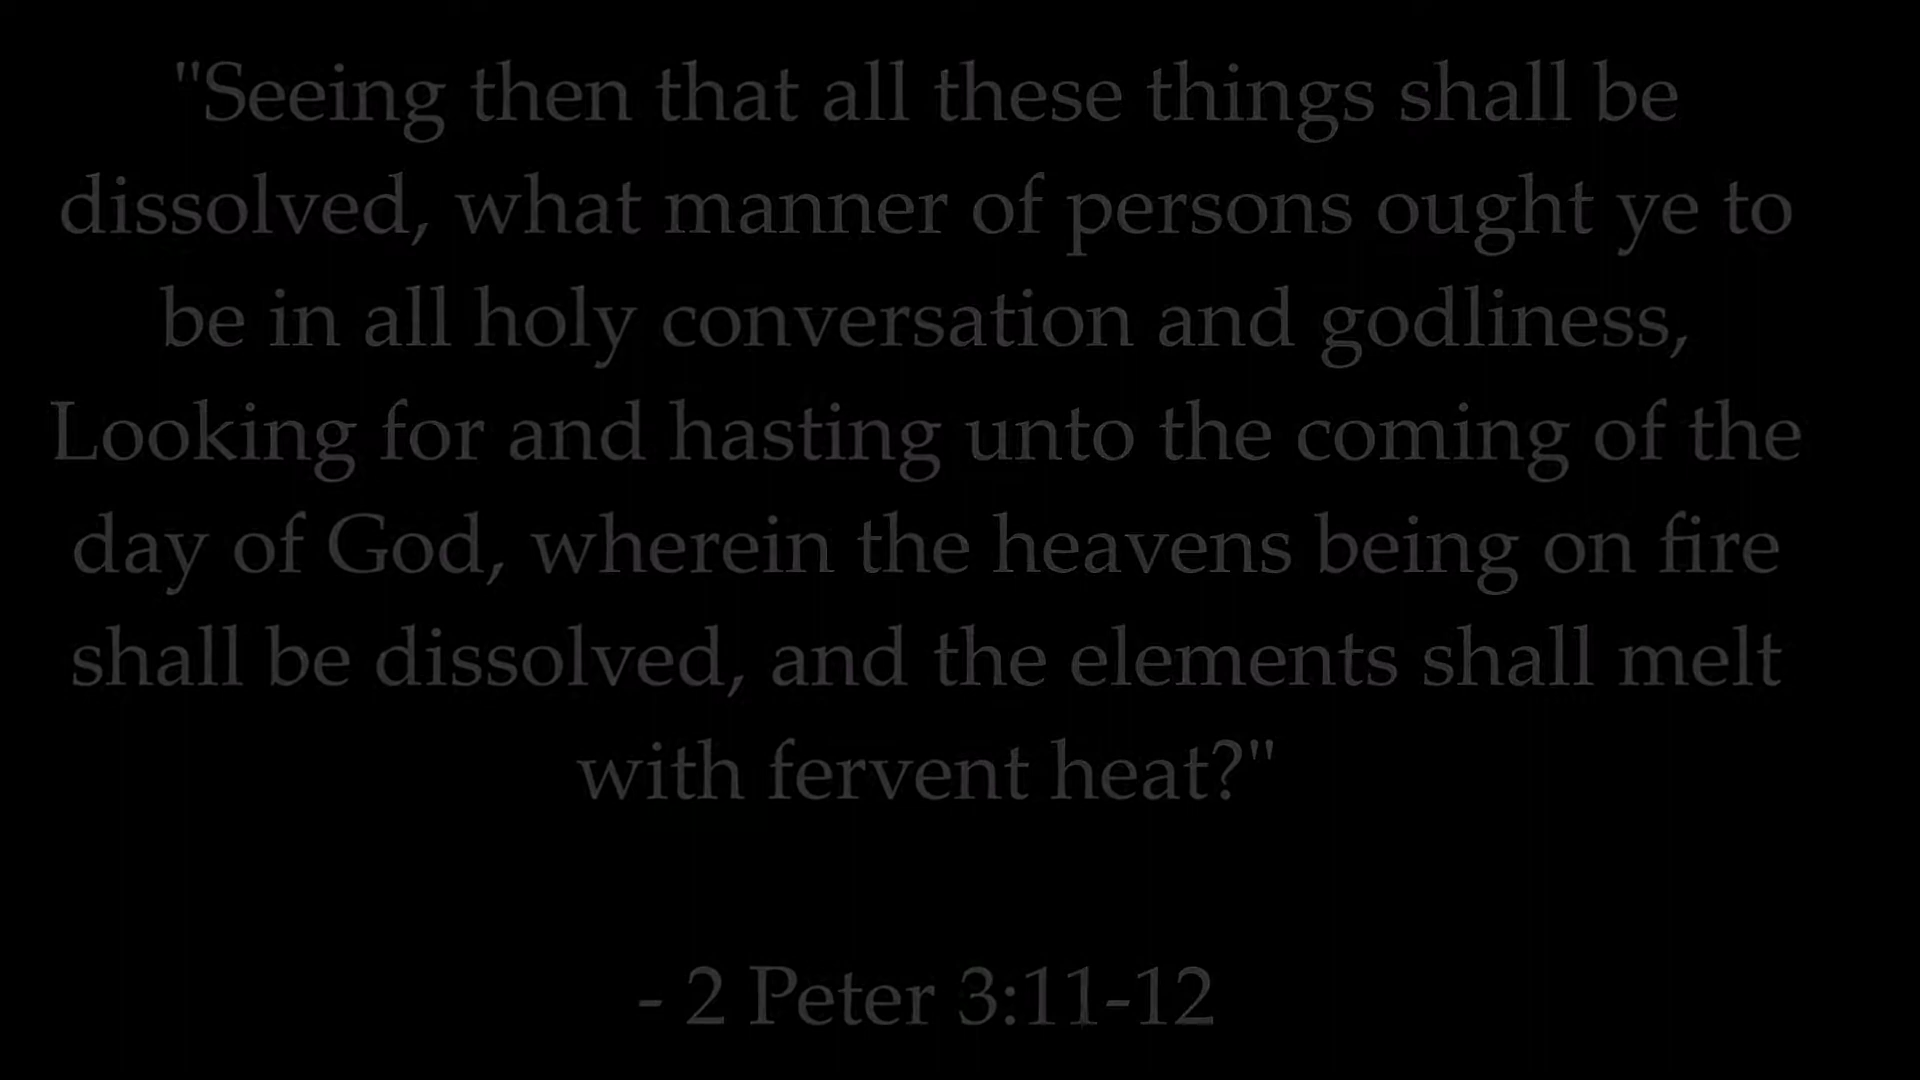 "Seeing then that all these things shall be
dissolved, what manner of persons ought ye to
be in all holy conversation and godliness,
Looking for and hasting unto the coming of the
day of God, wherein the heavens being on fire
shall be dissolved, and the elements shall melt
with fervent heat?"
- 2 Peter 3:11-12